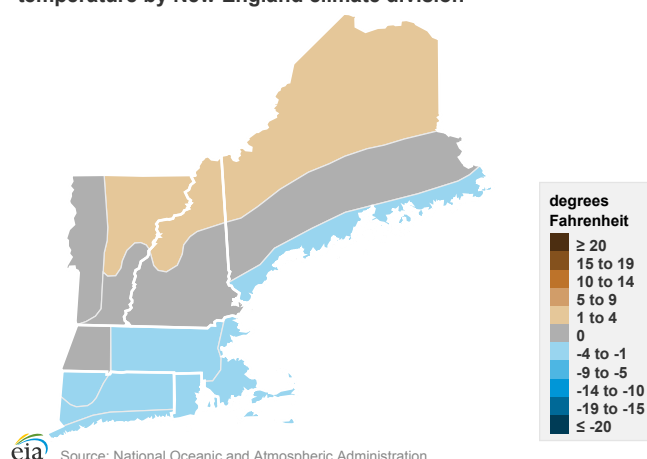 temperature by New England climate division
degrees
Fahrenheit
≥ 20
15 to 19
10 to 14
5 to 9
1 to 4
0
-4 to -1
-9 to -5
-14 to -10
-19 to -15
≤ -20
eia
Source: National Oceanic and Atmospheric Administration